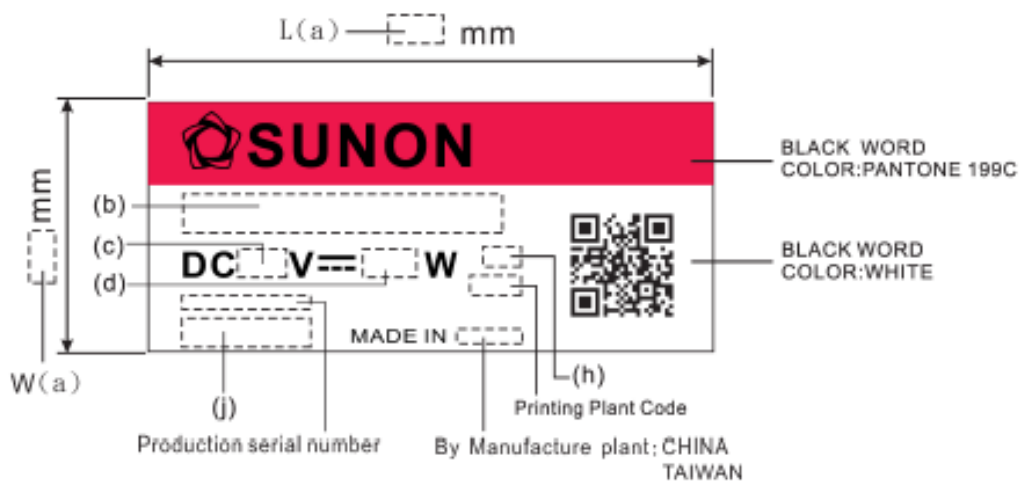 L(a) mm
SUNON
BLACK WORD
COLOR:PANTONE 199C
mm
(b)
(c)
DC V W
(d)
BLACK WORD
COLOR:WHITE
MADE IN
W(a)
(h)
(j)
Printing Plant Code
Production serial number
By Manufacture plant: CHINA
TAIWAN